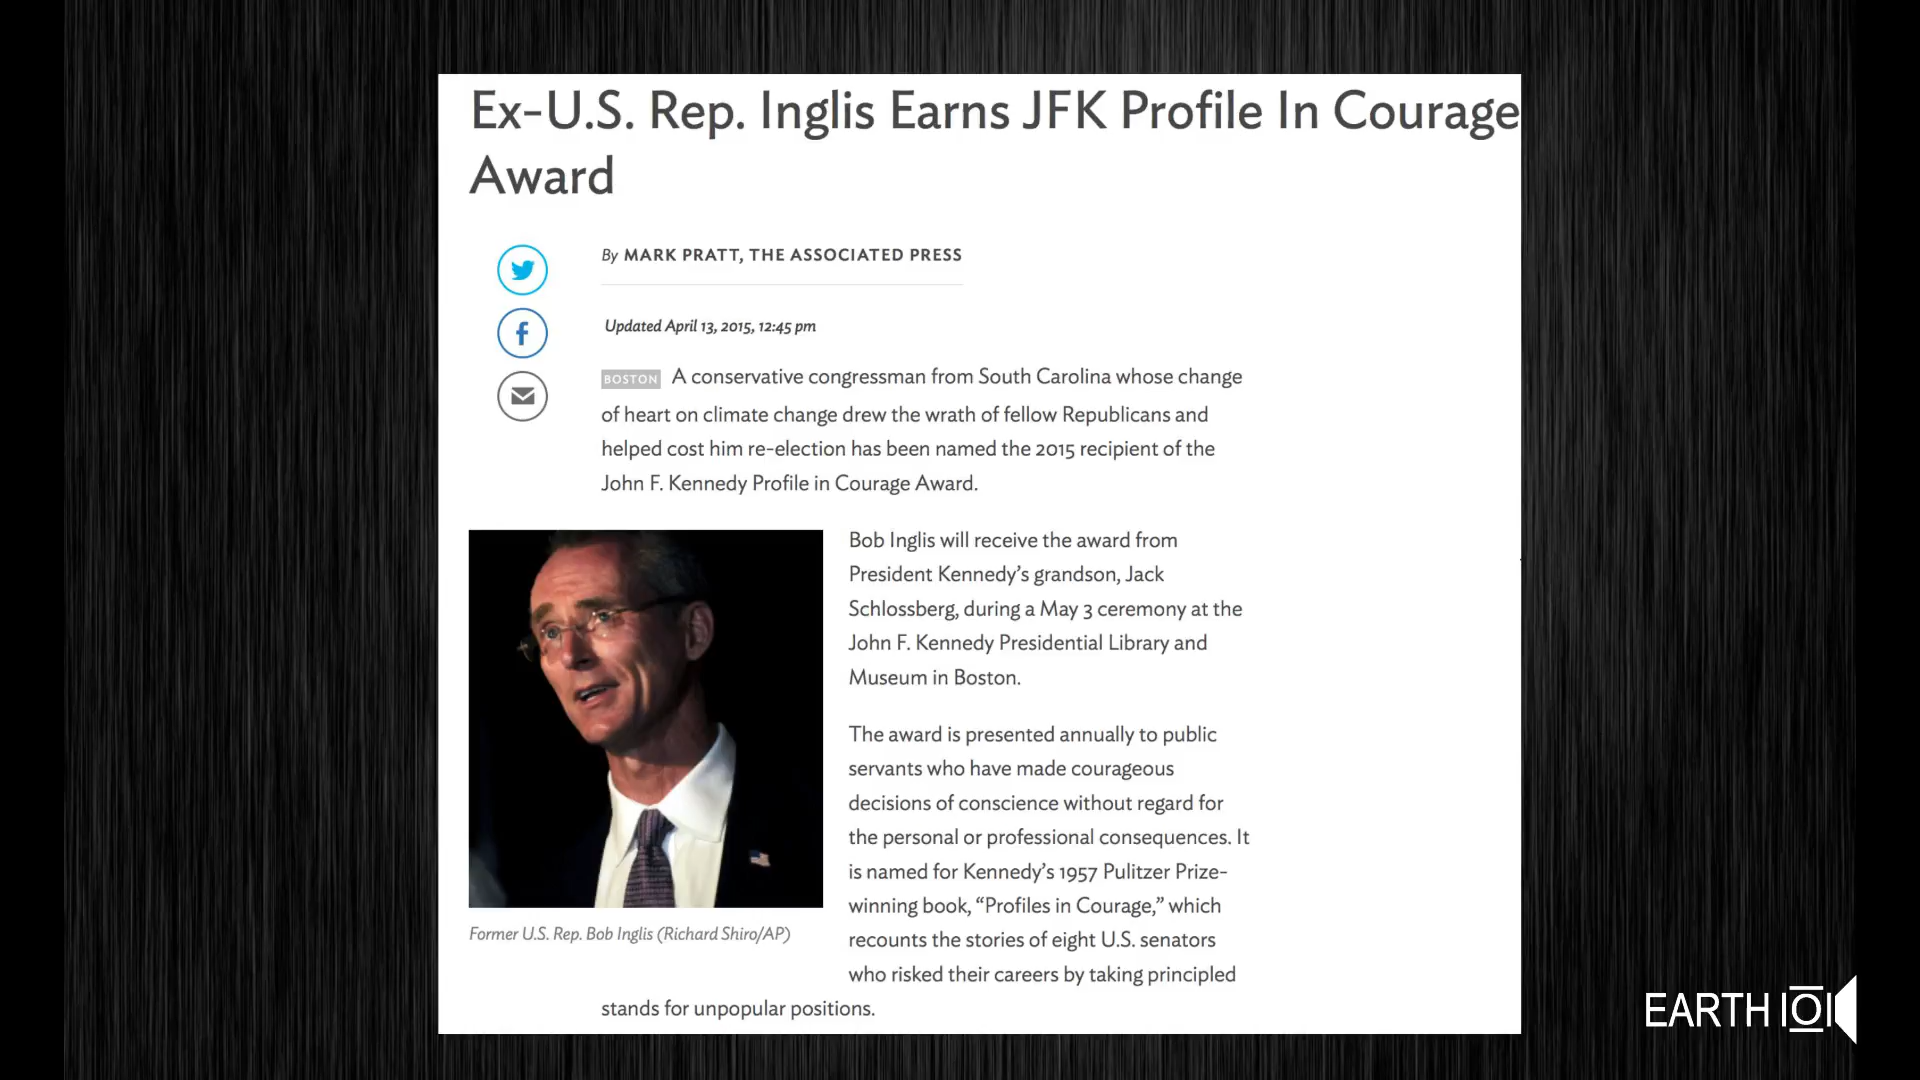 Ex-U.S. Rep. Inglis Earns JFK Profile In Courage
Award
By MARK PRATT, THE ASSOCIATED PRESS
Updated April 13, 2015, 12:45 pm
BOSTON A conservative congressman from South Carolina whose change
of heart on climate change drew the wrath of fellow Republicans and
helped cost him re-election has been named the 2015 recipient of the
John F. Kennedy Profile in Courage Award.
Bob Inglis will receive the award from
President Kennedy’s grandson, Jack
Schlossberg, during a May 3 ceremony at the
John F. Kennedy Presidential Library and
Museum in Boston.
The award is presented annually to public
servants who have made courageous
decisions of conscience without regard for
the personal or professional consequences. It
is named for Kennedy’s 1957 Pulitzer Prize-
winning book, “Profiles in Courage,” which
recounts the stories of eight U.S. senators
who risked their careers by taking principled
stands for unpopular positions.
Former U.S. Rep. Bob Inglis (Richard Shiro/AP)
EARTH 101